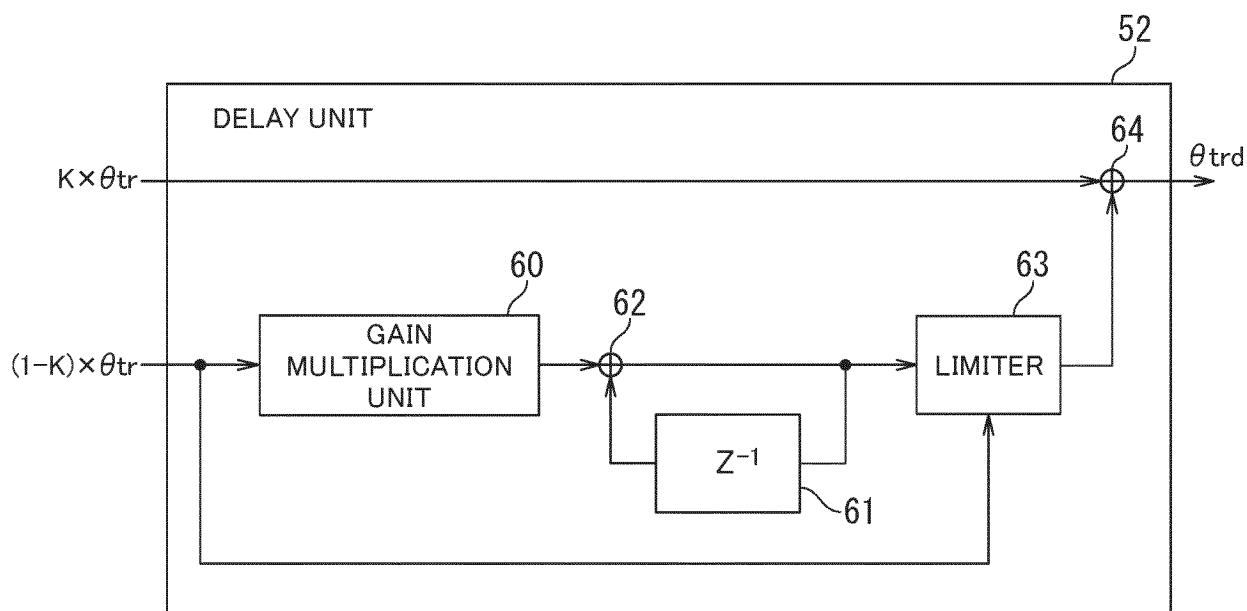 52
DELAY UNIT
64
K×θtr
θtrd
60
62
63
(1-K)×θtr
GAIN
MULTIPLICATION
UNIT
LIMITER
Z⁻¹
61